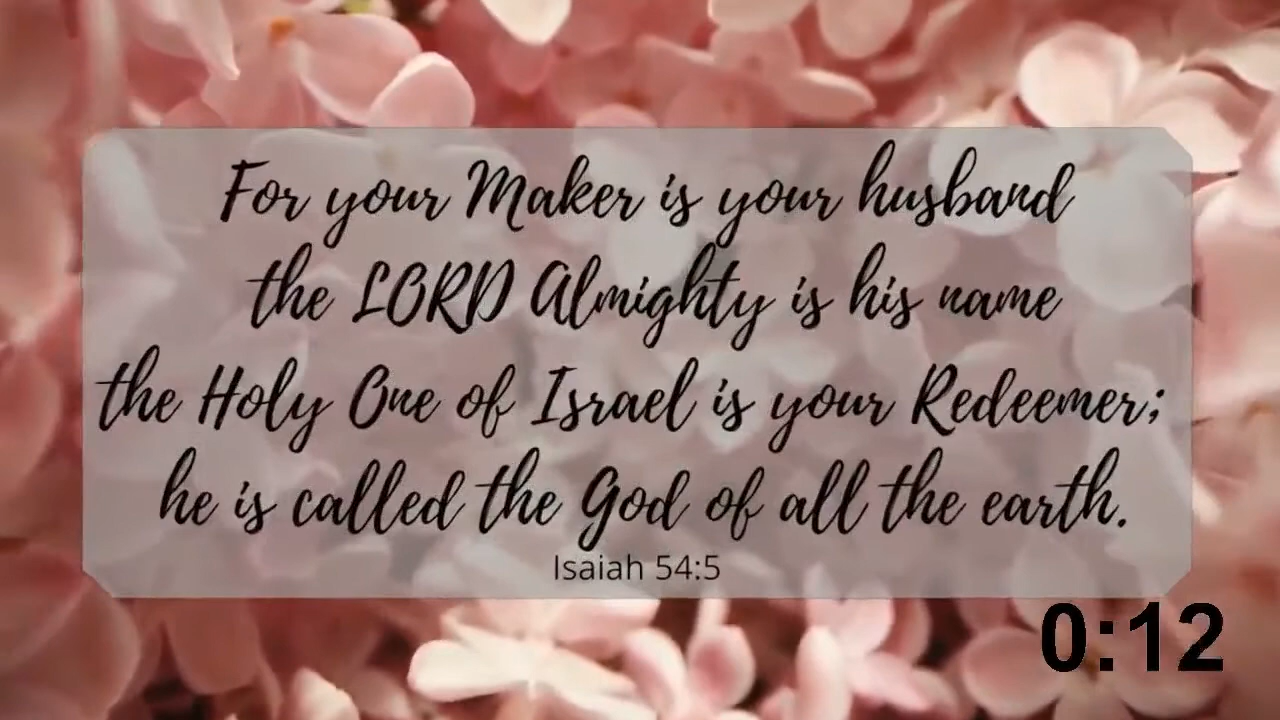 For your Maker is your husband
the LORD Almighty is his name
the Holy One of Israel is your Redeemer;
he is called the God of all the earth.
Isaiah 54:5
0:12